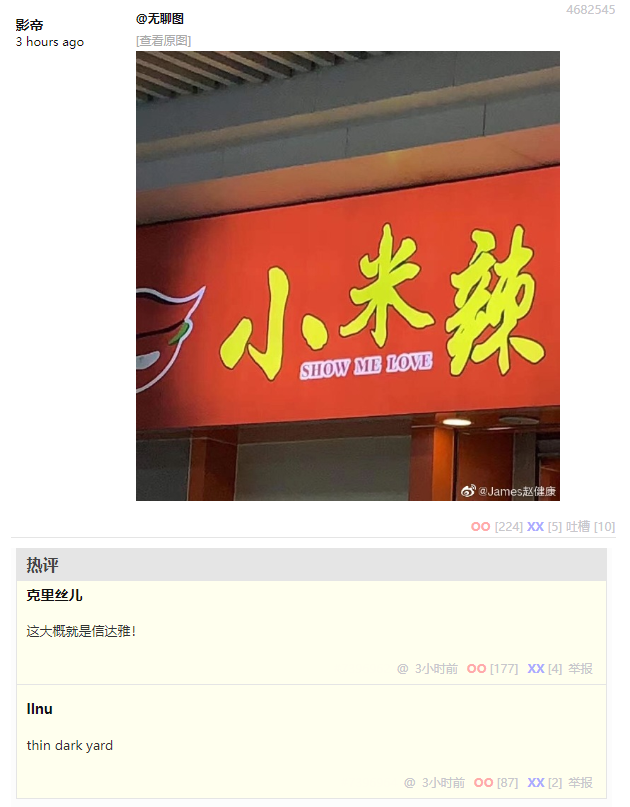 影帝
3 hours ago
4682545
@无聊图
[查看原图]
小米辣
SHOW ME LOVE
@James赵健康
OO [224] XX [5] 吐槽 [10]
热评
克里丝儿
这大概就是信达雅！
@ 3小时前 OO [177] XX [4] 举报
llnu
thin dark yard
@ 3小时前 OO [87] XX [2] 举报